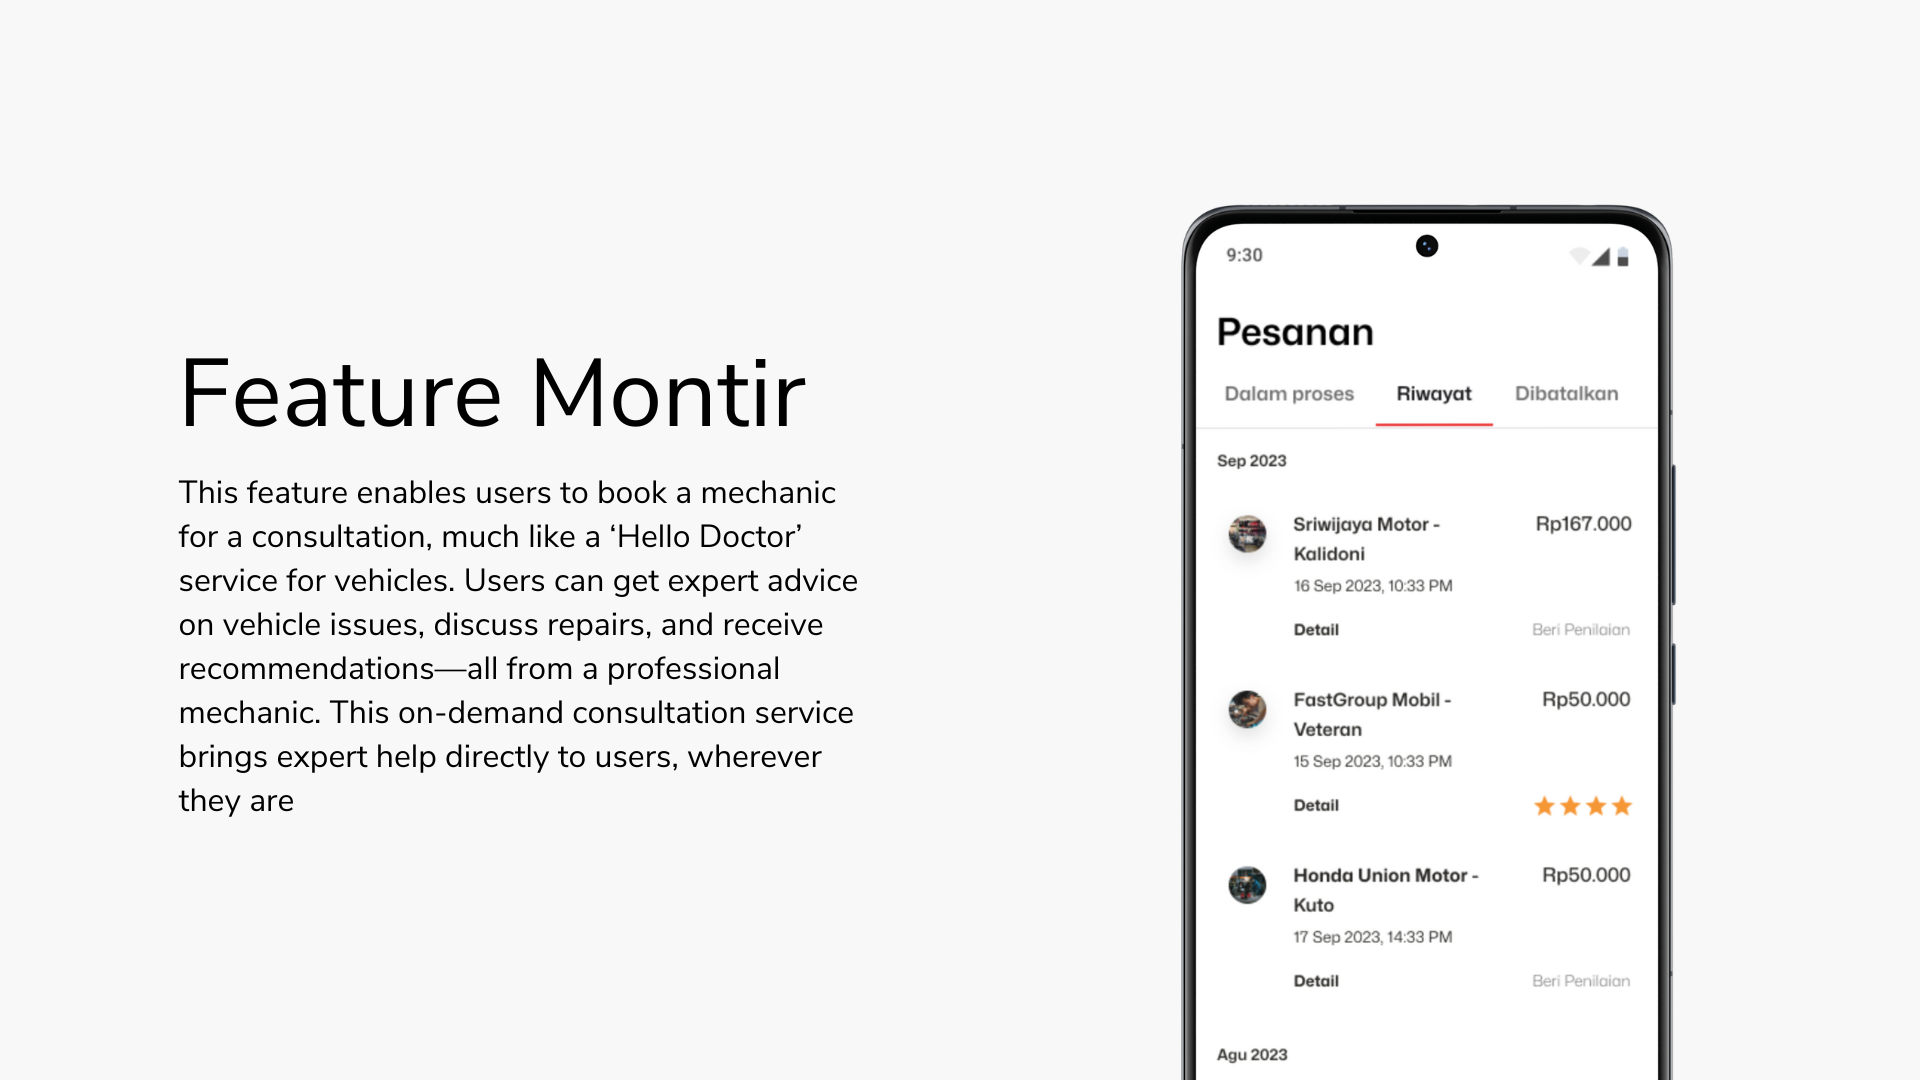 Feature Montir
This feature enables users to book a mechanic
for a consultation, much like a ‘Hello Doctor’
service for vehicles. Users can get expert advice
on vehicle issues, discuss repairs, and receive
recommendations—all from a professional
mechanic. This on-demand consultation service
brings expert help directly to users, wherever
they are
9:30
Pesanan
Dalam proses Riwayat Dibatalkan
Sep 2023
Sriwijaya Motor - Rp167.000
Kalidoni
16 Sep 2023, 10:33 PM
Detail Beri Penilaian
FastGroup Mobil - Rp50.000
Veteran
15 Sep 2023, 10:33 PM
Detail
Honda Union Motor - Rp50.000
Kuto
17 Sep 2023, 14:33 PM
Detail Beri Penilaian
Agu 2023